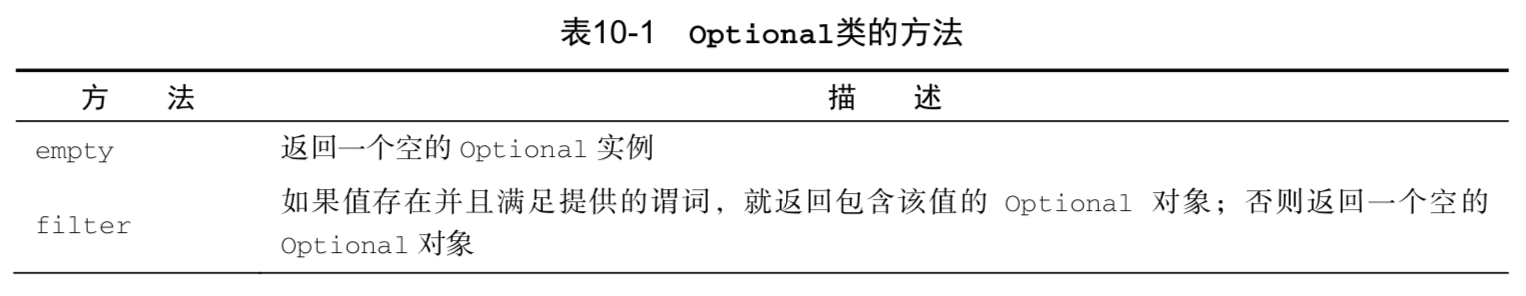 表10-1 Optional类的方法
方 法 描 述
empty 返回一个空的 Optional 实例
filter 如果值存在并且满足提供的谓词，就返回包含该值的 Optional 对象；否则返回一个空的
Optional 对象